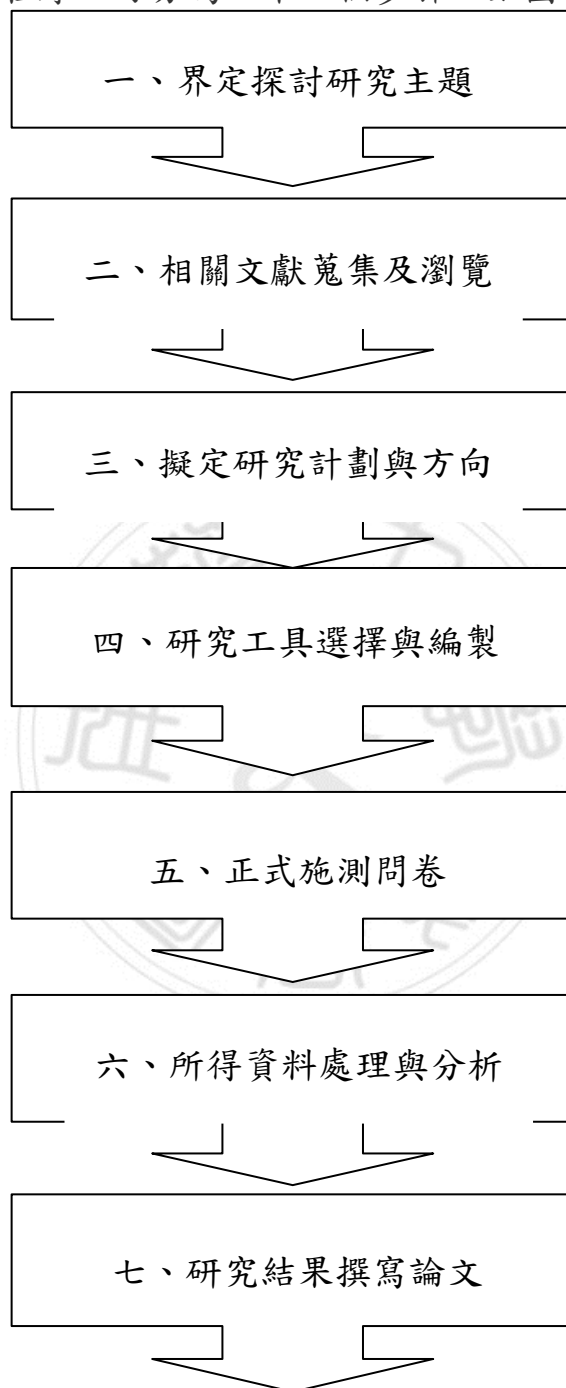 一、界定探討研究主題
二、相關文獻蒐集及瀏覽
三、擬定研究計劃與方向
四、研究工具選擇與編製
五、正式施測問卷
六、所得資料處理與分析
七、研究結果撰寫論文